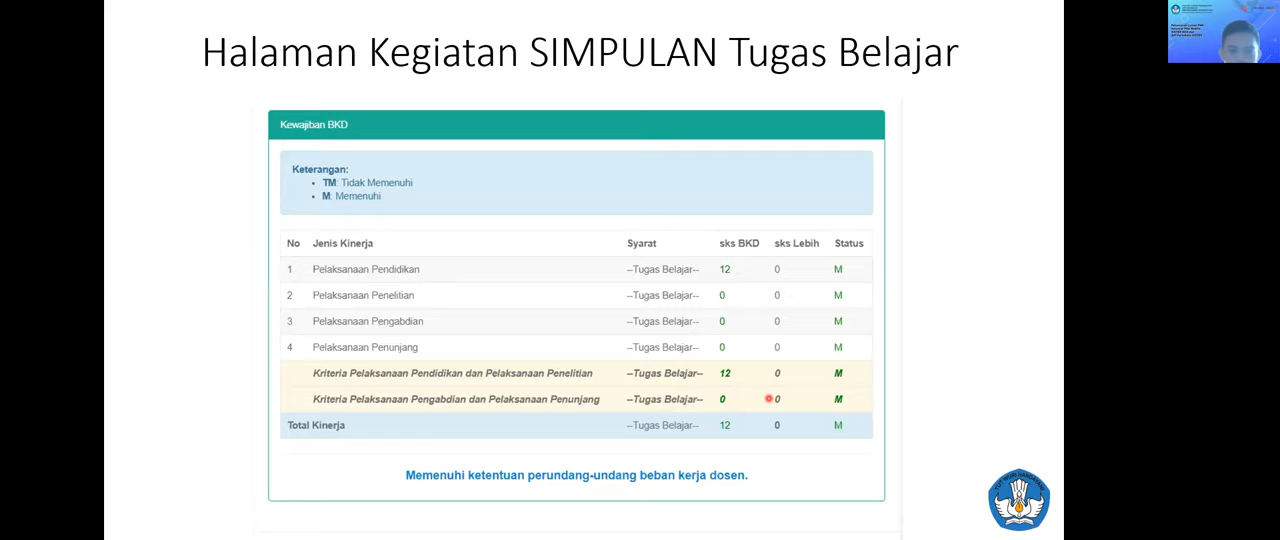 Halaman Kegiatan SIMPULAN Tugas Belajar
Kewajiban BKD
Keterangan:
• TM: Tidak Memenuhi
• M: Memenuhi
No Jenis Kinerja Syarat sks BKD sks Lebih Status
1 Pelaksanaan Pendidikan --Tugas Belajar-- 12 0 M
2 Pelaksanaan Penelitian --Tugas Belajar-- 0 0 M
3 Pelaksanaan Pengabdian --Tugas Belajar-- 0 0 M
4 Pelaksanaan Penunjang --Tugas Belajar-- 0 0 M
Kriteria Pelaksanaan Pendidikan dan Pelaksanaan Penelitian --Tugas Belajar-- 12 0 M
Kriteria Pelaksanaan Pengabdian dan Pelaksanaan Penunjang --Tugas Belajar-- 0 0 M
Total Kinerja --Tugas Belajar-- 12 0 M
Memenuhi ketentuan perundang-undang beban kerja dosen.
TUT WURI HANDAYANI